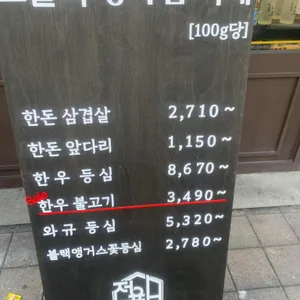 [100g당]
한돈 삼겹살 2,710~
한돈 앞다리 1,150~
한우 등심 8,670~
한우 불고기 3,490~
와규 등심 5,320~
블랙앵거스꽃등심 2,780~